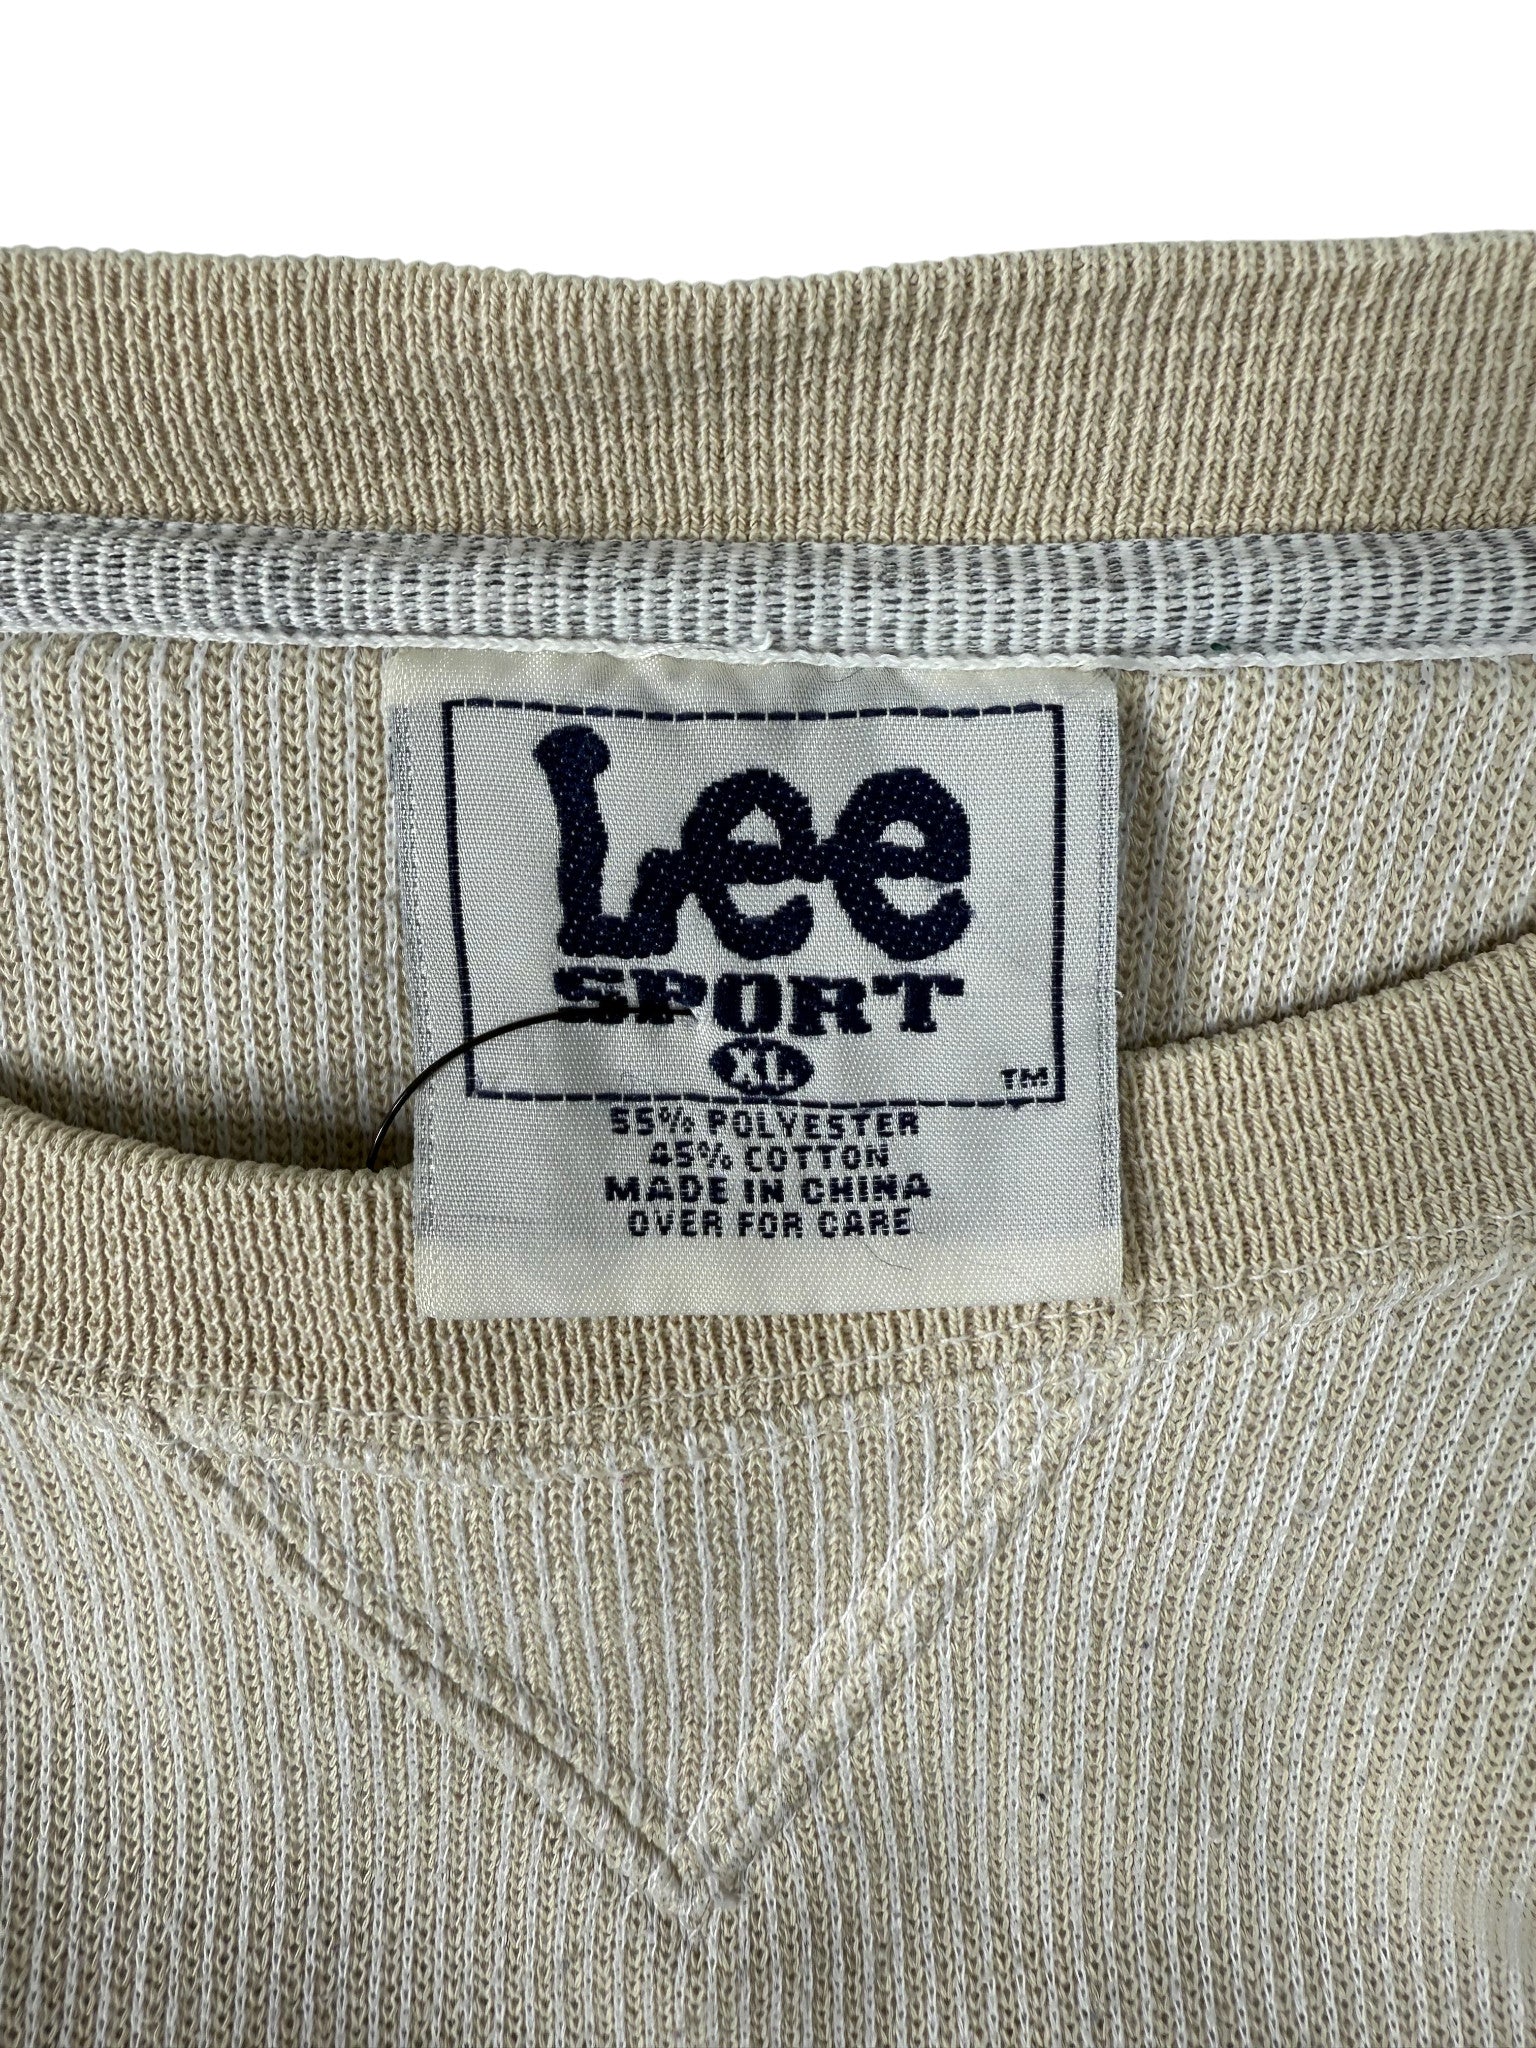 Lee
SPORT
XL
TM
55% POLYESTER
45% COTTON
MADE IN CHINA
OVER FOR CARE